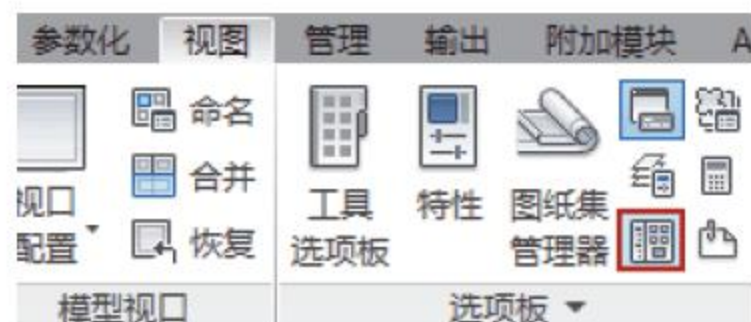 参数化 视图 管理 输出 附加模块 A
命名
合并
恢复
视口
配置
工具
选项板
特性
图纸集
管理器
模型视口
选项板